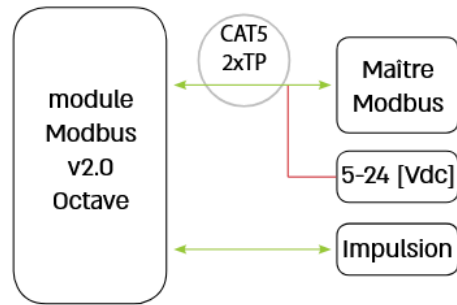 CAT5
2xTP
module
Modbus
v2.0
Octave
Maître
Modbus
5-24 [Vdc]
Impulsion